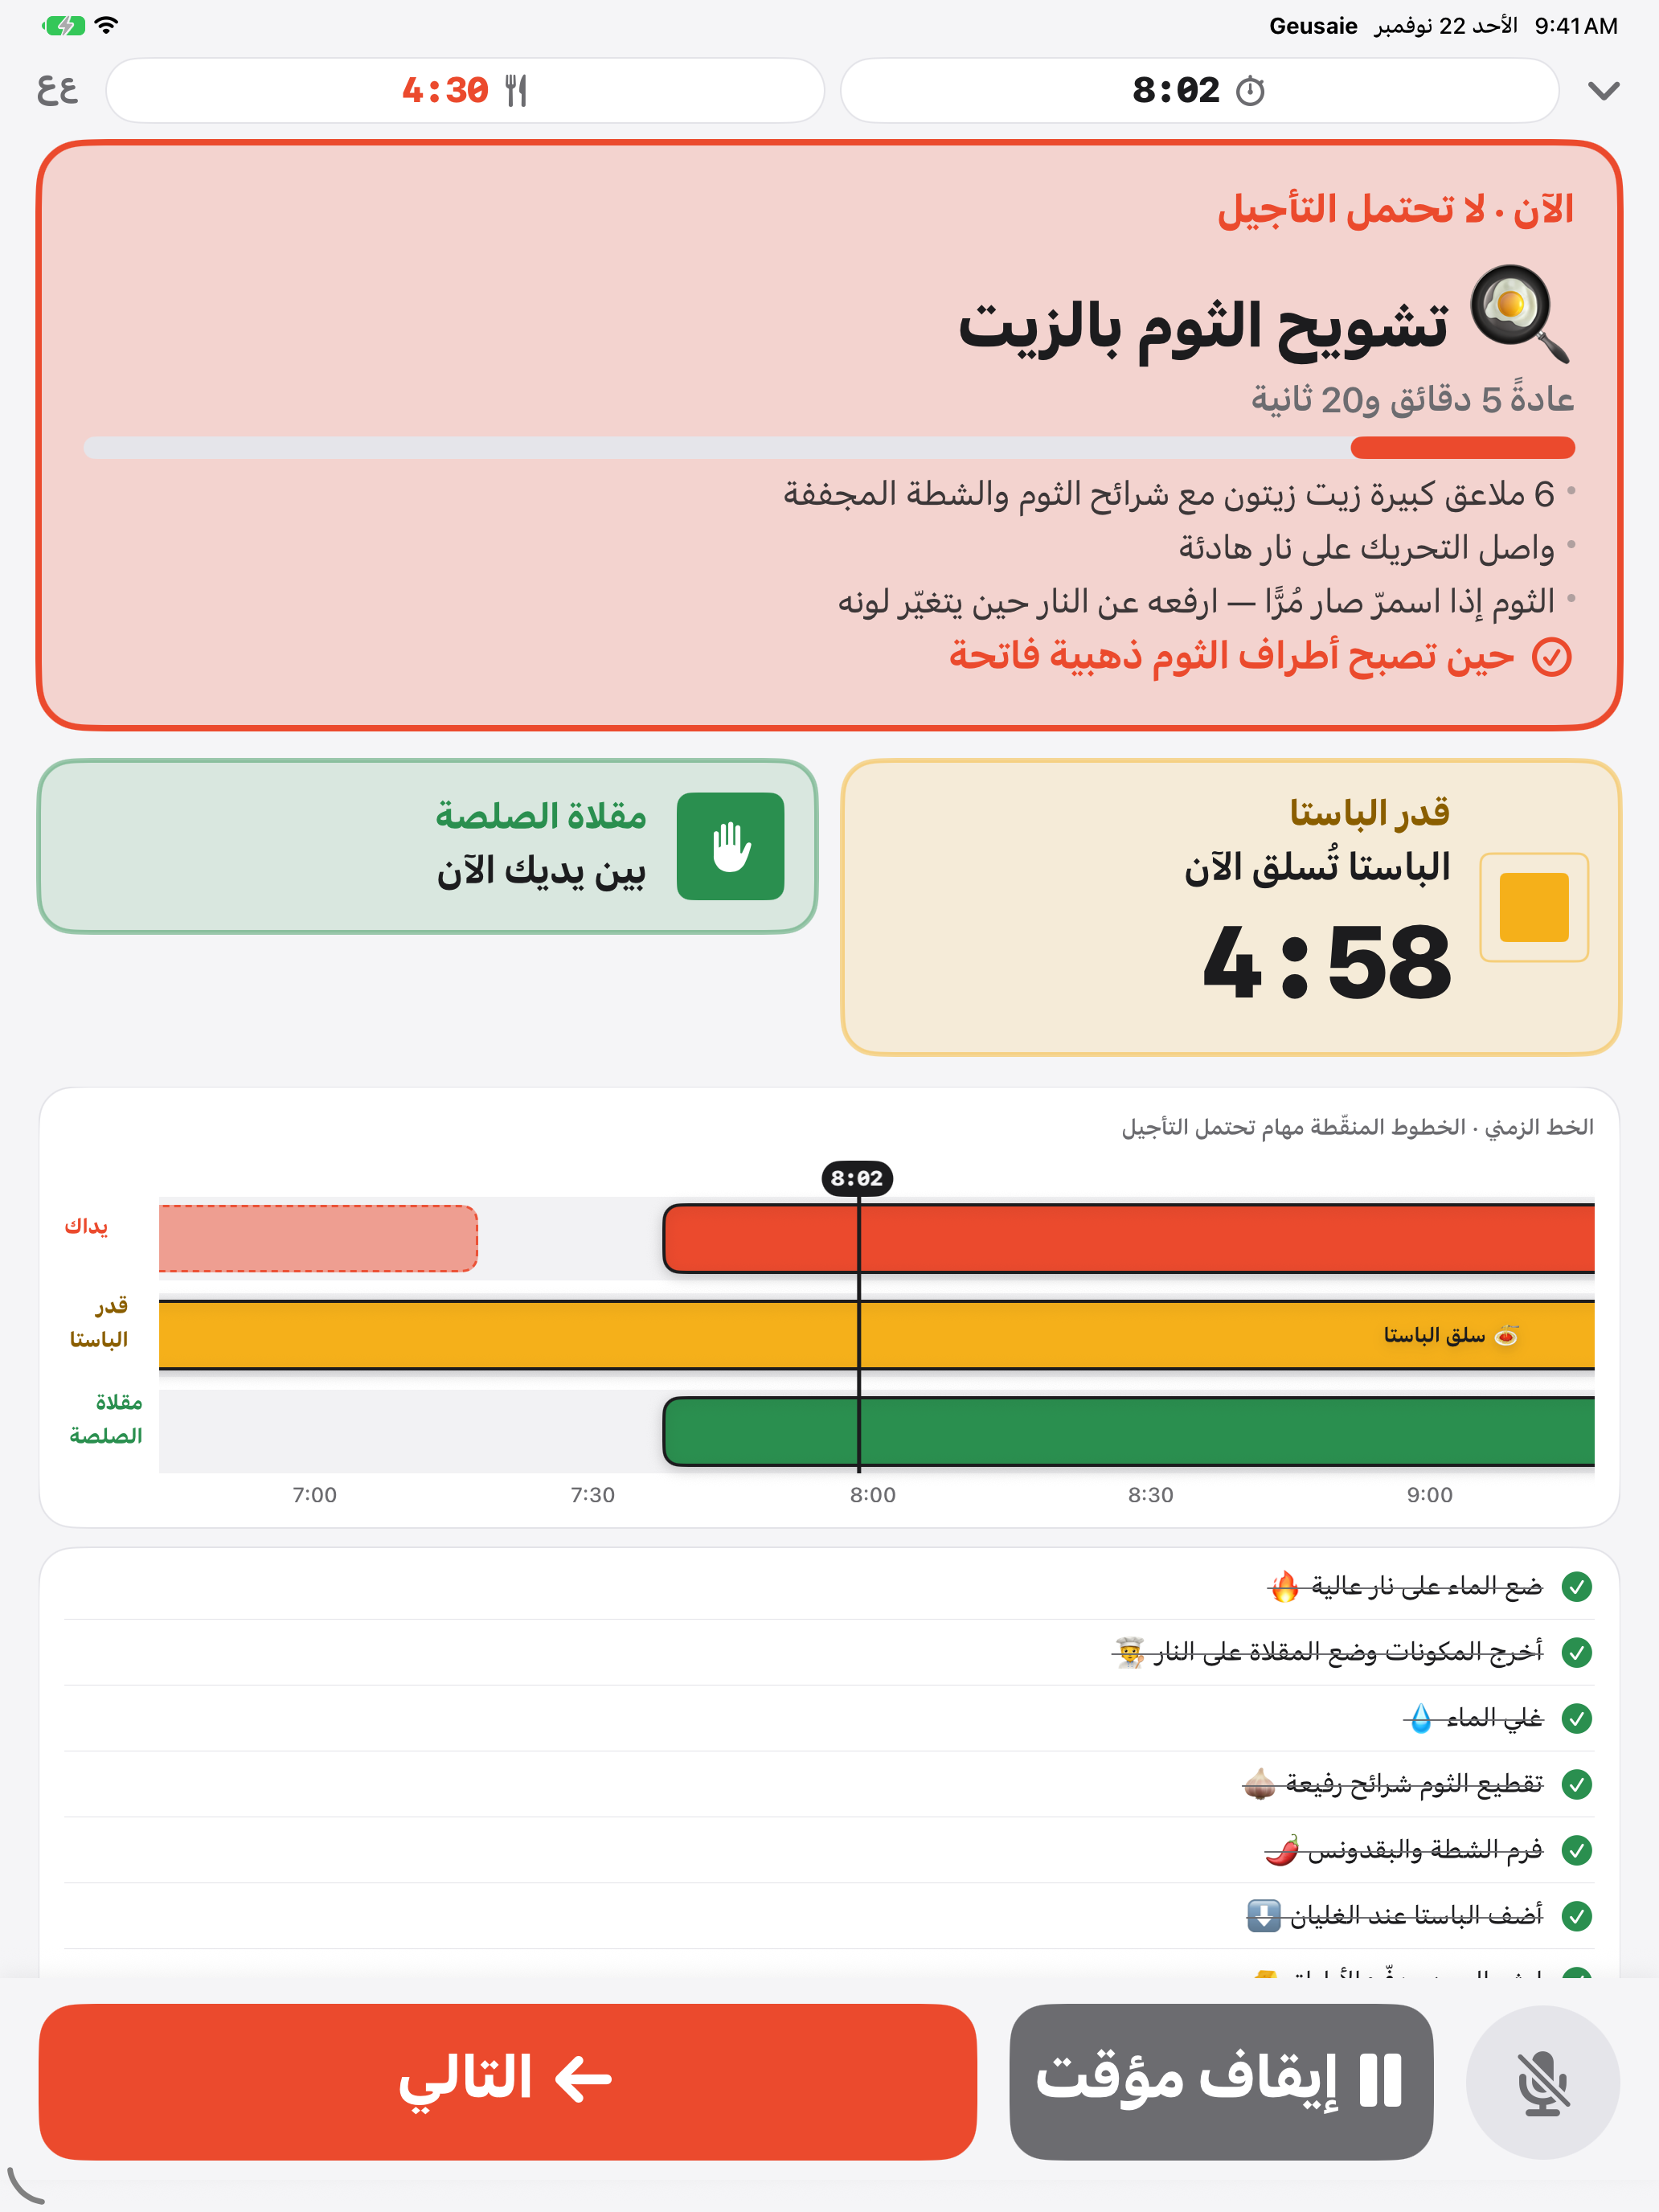 9:41 AM الأحد 22 نوفمبر Geusaie
8:02
4:30
عع
الآن · لا تحتمل التأجيل
تشويح الثوم بالزيت
عادةً 5 دقائق و20 ثانية
• 6 ملاعق كبيرة زيت زيتون مع شرائح الثوم والشطة المجففة
• واصل التحريك على نار هادئة
• الثوم إذا اسمرّ صار مُرًّا — ارفعه عن النار حين يتغيّر لونه
حين تصبح أطراف الثوم ذهبية فاتحة
قدر الباستا
الباستا تُسلق الآن
4:58
مقلاة الصلصة
بين يديك الآن
الخط الزمني · الخطوط المنقّطة مهام تحتمل التأجيل
8:02
يداك
سلق الباستا
قدر
الباستا
مقلاة
الصلصة
9:00 8:30 8:00 7:30 7:00
ضع الماء على نار عالية
أخرج المكونات وضع المقلاة على النار
غلي الماء
تقطيع الثوم شرائح رفيعة
فرم الشطة والبقدونس
أضف الباستا عند الغليان
إيقاف مؤقت
التالي